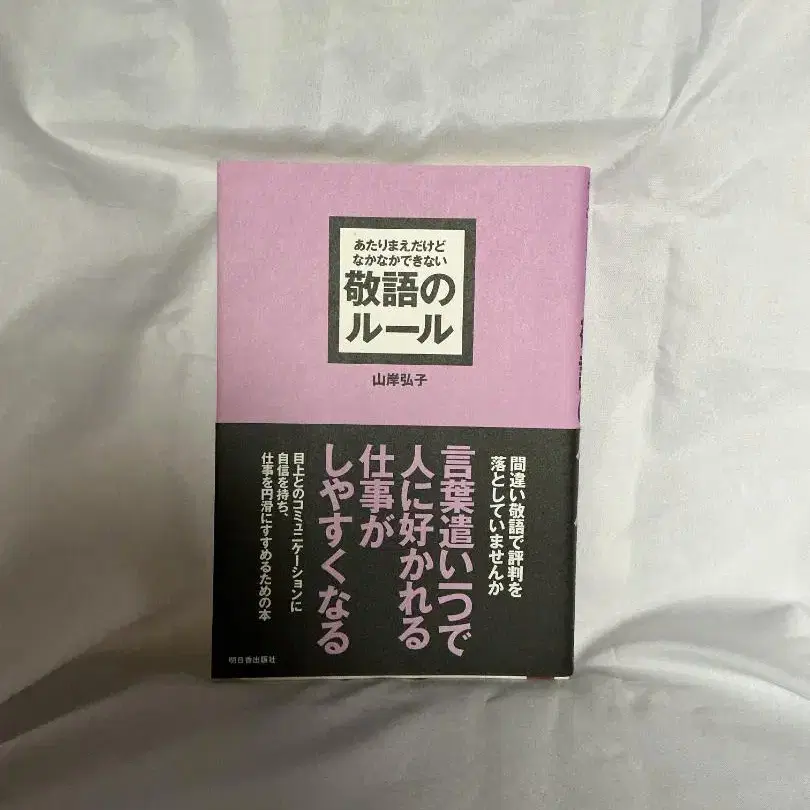 あたりまえだけど
なかなかできない
敬語の
ルール
山岸弘子
間違い敬語で評判を
落としていませんか
言葉遣い一つで
人に好かれる
仕事が
しやすくなる
目上とのコミュニケーションに
自信を持ち、
仕事を円滑にすすめるための本
明日香出版社